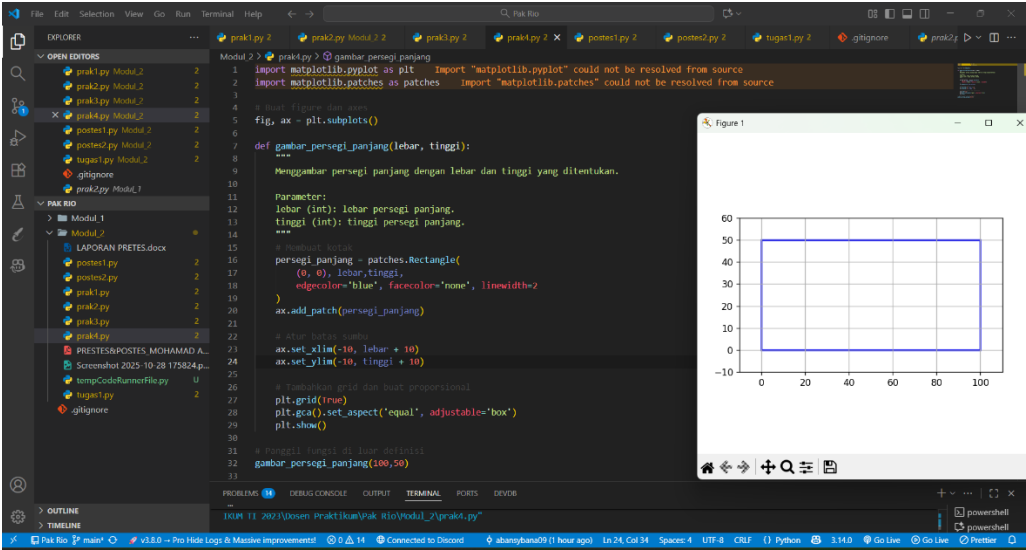 File Edit Selection View Go Run Terminal Help
Pak Rio
EXPLORER
prak1.py 2
prak2.py Modul_2 2
prak3.py 2
prak4.py 2
postes1.py 2
postes2.py 2
tugas1.py 2
.gitignore
OPEN EDITORS
prak1.py Modul_2 2
prak2.py Modul_2 2
prak3.py Modul_2 2
prak4.py Modul_2 2
postes1.py Modul_2 2
postes2.py Modul_2 2
tugas1.py Modul_2 2
.gitignore
prak2.py Modul_1
PAK RIO
Modul_1
Modul_2
LAPORAN PRETES.docx
postes1.py 2
postes2.py 2
prak1.py 2
prak2.py 2
prak3.py 2
prak4.py 2
PRESTES&POSTES_MOHAMAD A...
Screenshot 2025-10-28 175824.p...
tempCodeRunnerFile.py U
tugas1.py 2
.gitignore
OUTLINE
TIMELINE
Modul_2 > prak4.py > gambar_persegi_panjang
1 import matplotlib.pyplot as plt Import "matplotlib.pyplot" could not be resolved from source
2 import matplotlib.patches as patches Import "matplotlib.patches" could not be resolved from source
3
4 # Buat figure dan axes
5 fig, ax = plt.subplots()
6
7 def gambar_persegi_panjang(lebar, tinggi):
8 """
9 Menggambar persegi panjang dengan lebar dan tinggi yang ditentukan.
10
11 Parameter:
12 lebar (int): lebar persegi panjang.
13 tinggi (int): tinggi persegi panjang.
14 """
15 # Membuat kotak
16 persegi_panjang = patches.Rectangle(
17 (0, 0), lebar,tinggi,
18 edgecolor='blue', facecolor='none', linewidth=2
19 )
20 ax.add_patch(persegi_panjang)
21
22 # Atur batas sumbu
23 ax.set_xlim(-10, lebar + 10)
24 ax.set_ylim(-10, tinggi + 10)
25
26 # Tambahkan grid dan buat proporsional
27 plt.grid(True)
28 plt.gca().set_aspect('equal', adjustable='box')
29 plt.show()
30
31 # Panggil fungsi di luar definisi
32 gambar_persegi_panjang(100,50)
33
Figure 1
60
50
40
30
20
10
0
−10
0 20 40 60 80 100
PROBLEMS 14 DEBUG CONSOLE OUTPUT TERMINAL PORTS DEVDB
IKUM TI 2023\Dosen Praktikum\Pak Rio\Modul_2\prak4.py"
powershell
powershell
Pak Rio main* v3.8.0 → Pro Hide Logs & Massive improvements! 0 14 Connected to Discord abansybana09 (1 hour ago) Ln 24, Col 34 Spaces: 4 UTF-8 CRLF {} Python 3.14.0 Go Live Go Live Prettier